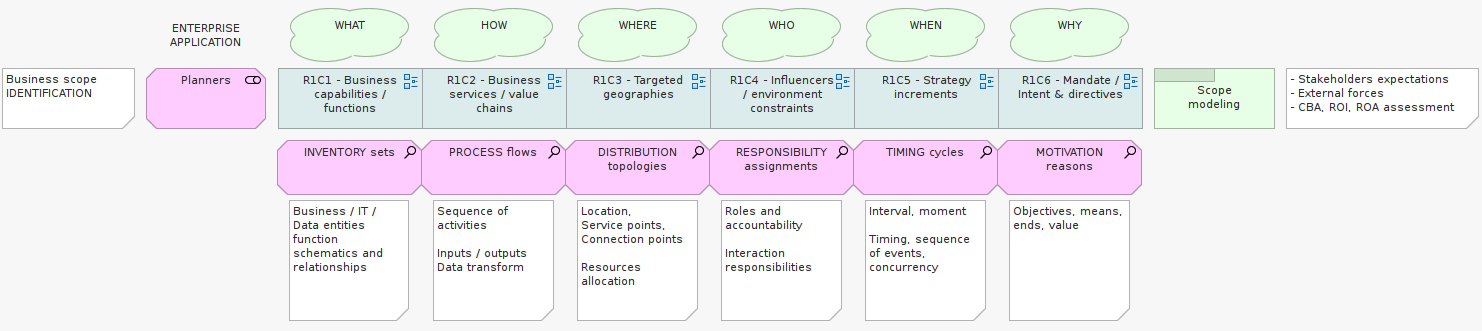 ENTERPRISE
APPLICATION
WHAT
HOW
WHERE
WHO
WHEN
WHY
Business scope
IDENTIFICATION
Planners
R1C1 - Business
capabilities /
functions
R1C2 - Business
services / value
chains
R1C3 - Targeted
geographies
R1C4 - Influencers
/ environment
constraints
R1C5 - Strategy
increments
R1C6 - Mandate /
Intent & directives
Scope
modeling
- Stakeholders expectations
- External forces
- CBA, ROI, ROA assessment
INVENTORY sets
PROCESS flows
DISTRIBUTION
topologies
RESPONSIBILITY
assignments
TIMING cycles
MOTIVATION
reasons
Business / IT /
Data entities
function
schematics and
relationships
Sequence of
activities
Inputs / outputs
Data transform
Location,
Service points,
Connection points
Resources
allocation
Roles and
accountability
Interaction
responsibilities
Interval, moment
Timing, sequence
of events,
concurrency
Objectives, means,
ends, value